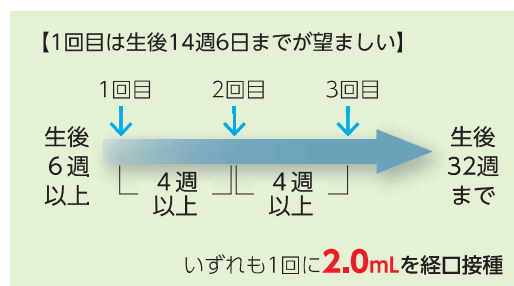 【1回目は生後14週6日までが望ましい】
1回目 2回目 3回目
生後
6週
以上
4週
以上
4週
以上
生後
32週
まで
いずれも1回に2.0mLを経口接種